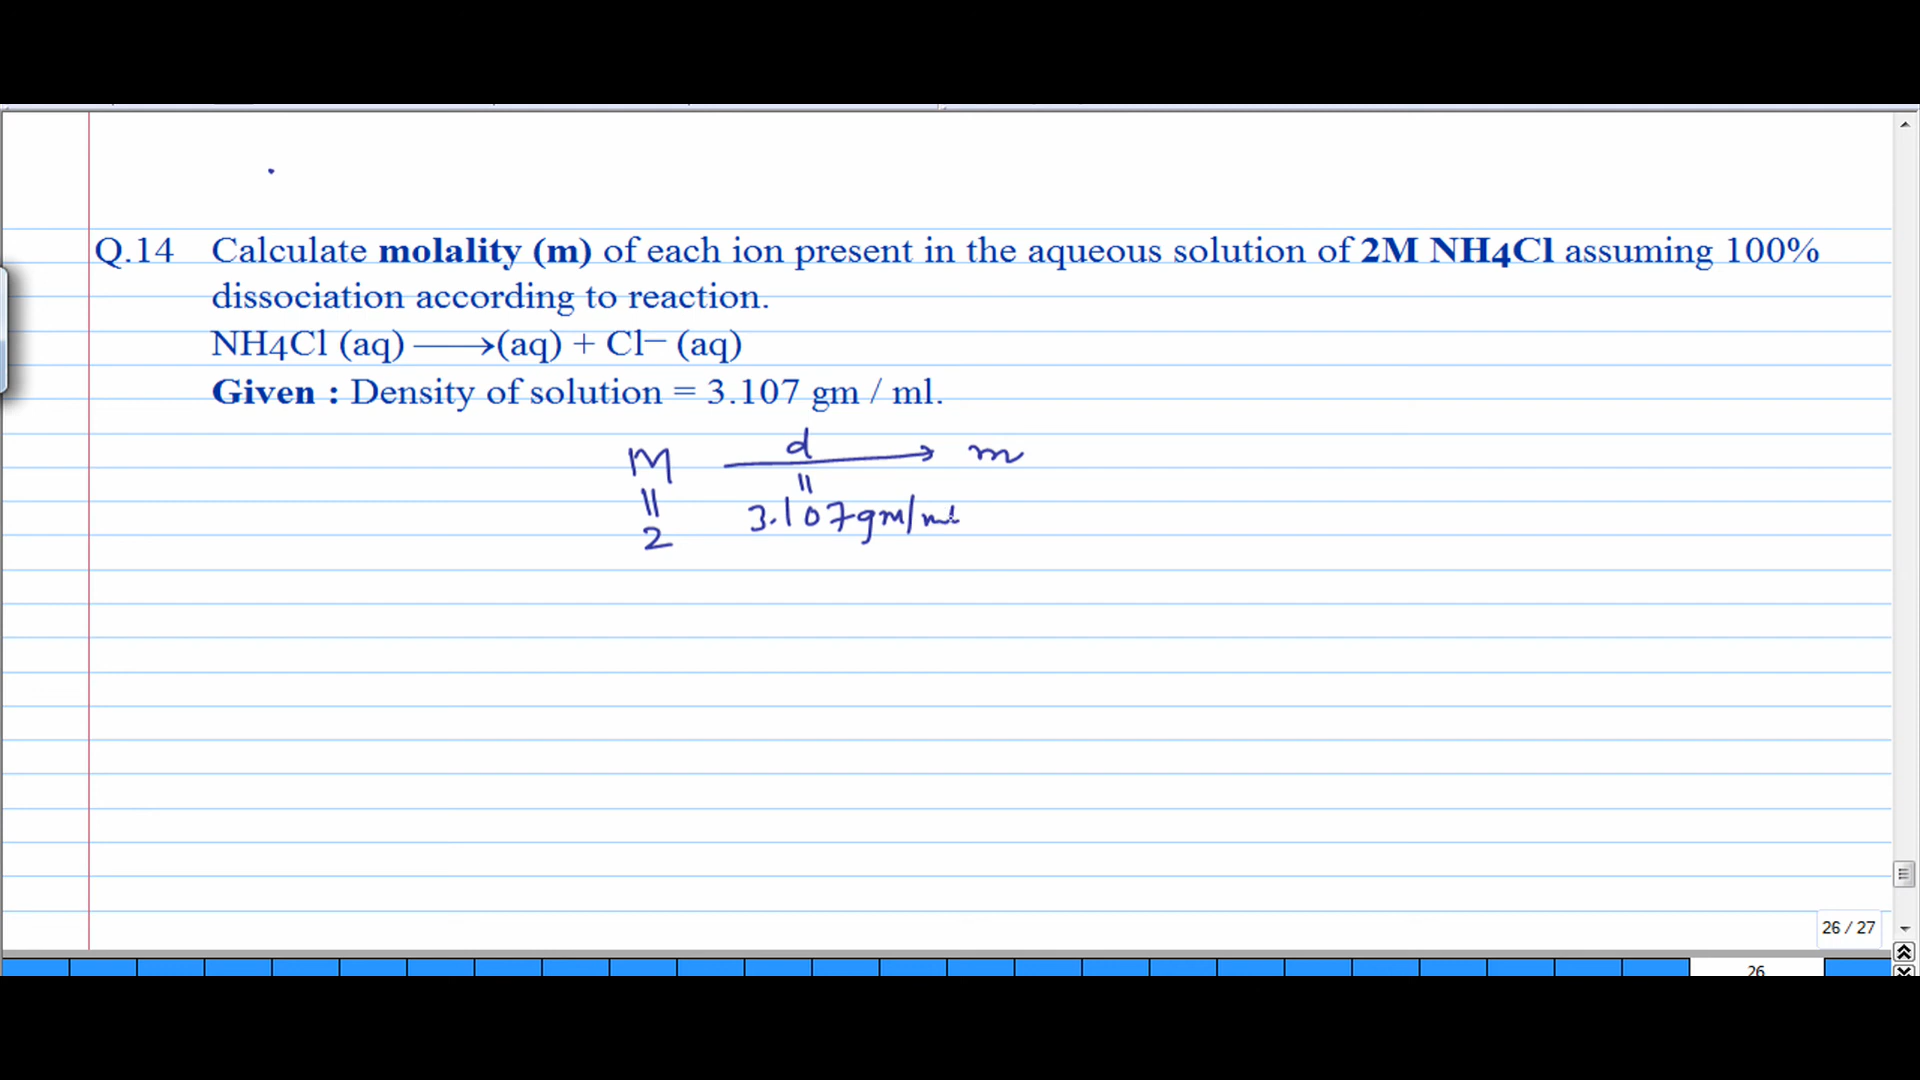 Q.14 Calculate molality (m) of each ion present in the aqueous solution of 2M NH4Cl assuming 100%
dissociation according to reaction.
NH4Cl (aq) ⟶(aq) + Cl− (aq)
Given : Density of solution = 3.107 gm / ml.
M d → m
=
=
3.107gm/ml
2
26 / 27
26